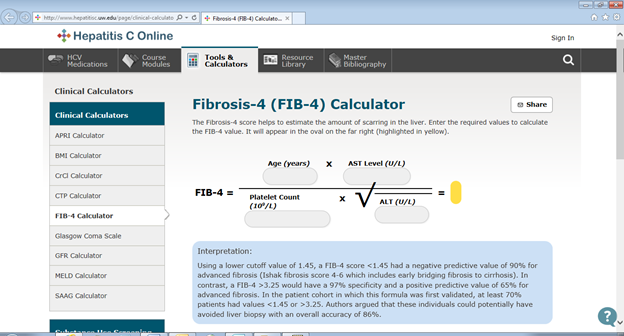 http://www.hepatitisc.uw.edu/page/clinical-calculato
Fibrosis-4 (FIB-4) Calculato...
Hepatitis C Online
Sign In
HCV
Medications
Course
Modules
Tools &
Calculators
Resource
Library
Master
Bibliography
Clinical Calculators
Clinical Calculators
APRI Calculator
BMI Calculator
CrCl Calculator
CTP Calculator
FIB-4 Calculator
Glasgow Coma Scale
GFR Calculator
MELD Calculator
SAAG Calculator
Substance Use Screening
Fibrosis-4 (FIB-4) Calculator
Share
The Fibrosis-4 score helps to estimate the amount of scarring in the liver. Enter the required values to calculate
the FIB-4 value. It will appear in the oval on the far right (highlighted in yellow).
Age (years) x AST Level (U/L)
FIB-4 = =
Platelet Count
(10⁹/L) x √ ALT (U/L)
Interpretation:
Using a lower cutoff value of 1.45, a FIB-4 score <1.45 had a negative predictive value of 90% for
advanced fibrosis (Ishak fibrosis score 4-6 which includes early bridging fibrosis to cirrhosis). In
contrast, a FIB-4 >3.25 would have a 97% specificity and a positive predictive value of 65% for
advanced fibrosis. In the patient cohort in which this formula was first validated, at least 70%
patients had values <1.45 or >3.25. Authors argued that these individuals could potentially have
avoided liver biopsy with an overall accuracy of 86%.
?